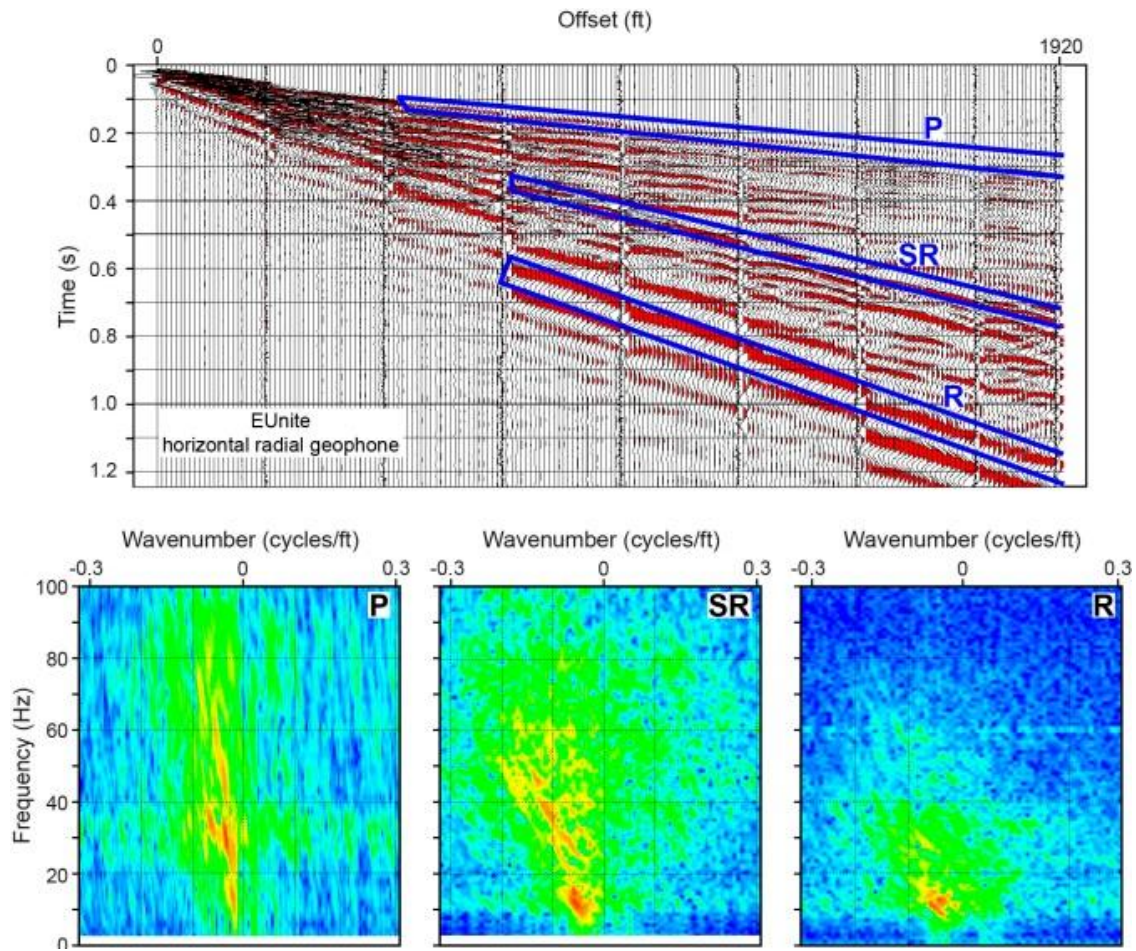 Offset (ft)
0 1920
0
0.2
0.4
0.6
0.8
1.0
1.2
Time (s)
P
SR
R
EUnite
horizontal radial geophone
Wavenumber (cycles/ft) Wavenumber (cycles/ft) Wavenumber (cycles/ft)
-0.3 0 0.3 -0.3 0 0.3 -0.3 0 0.3
100
80
60
40
20
0
Frequency (Hz)
P SR R